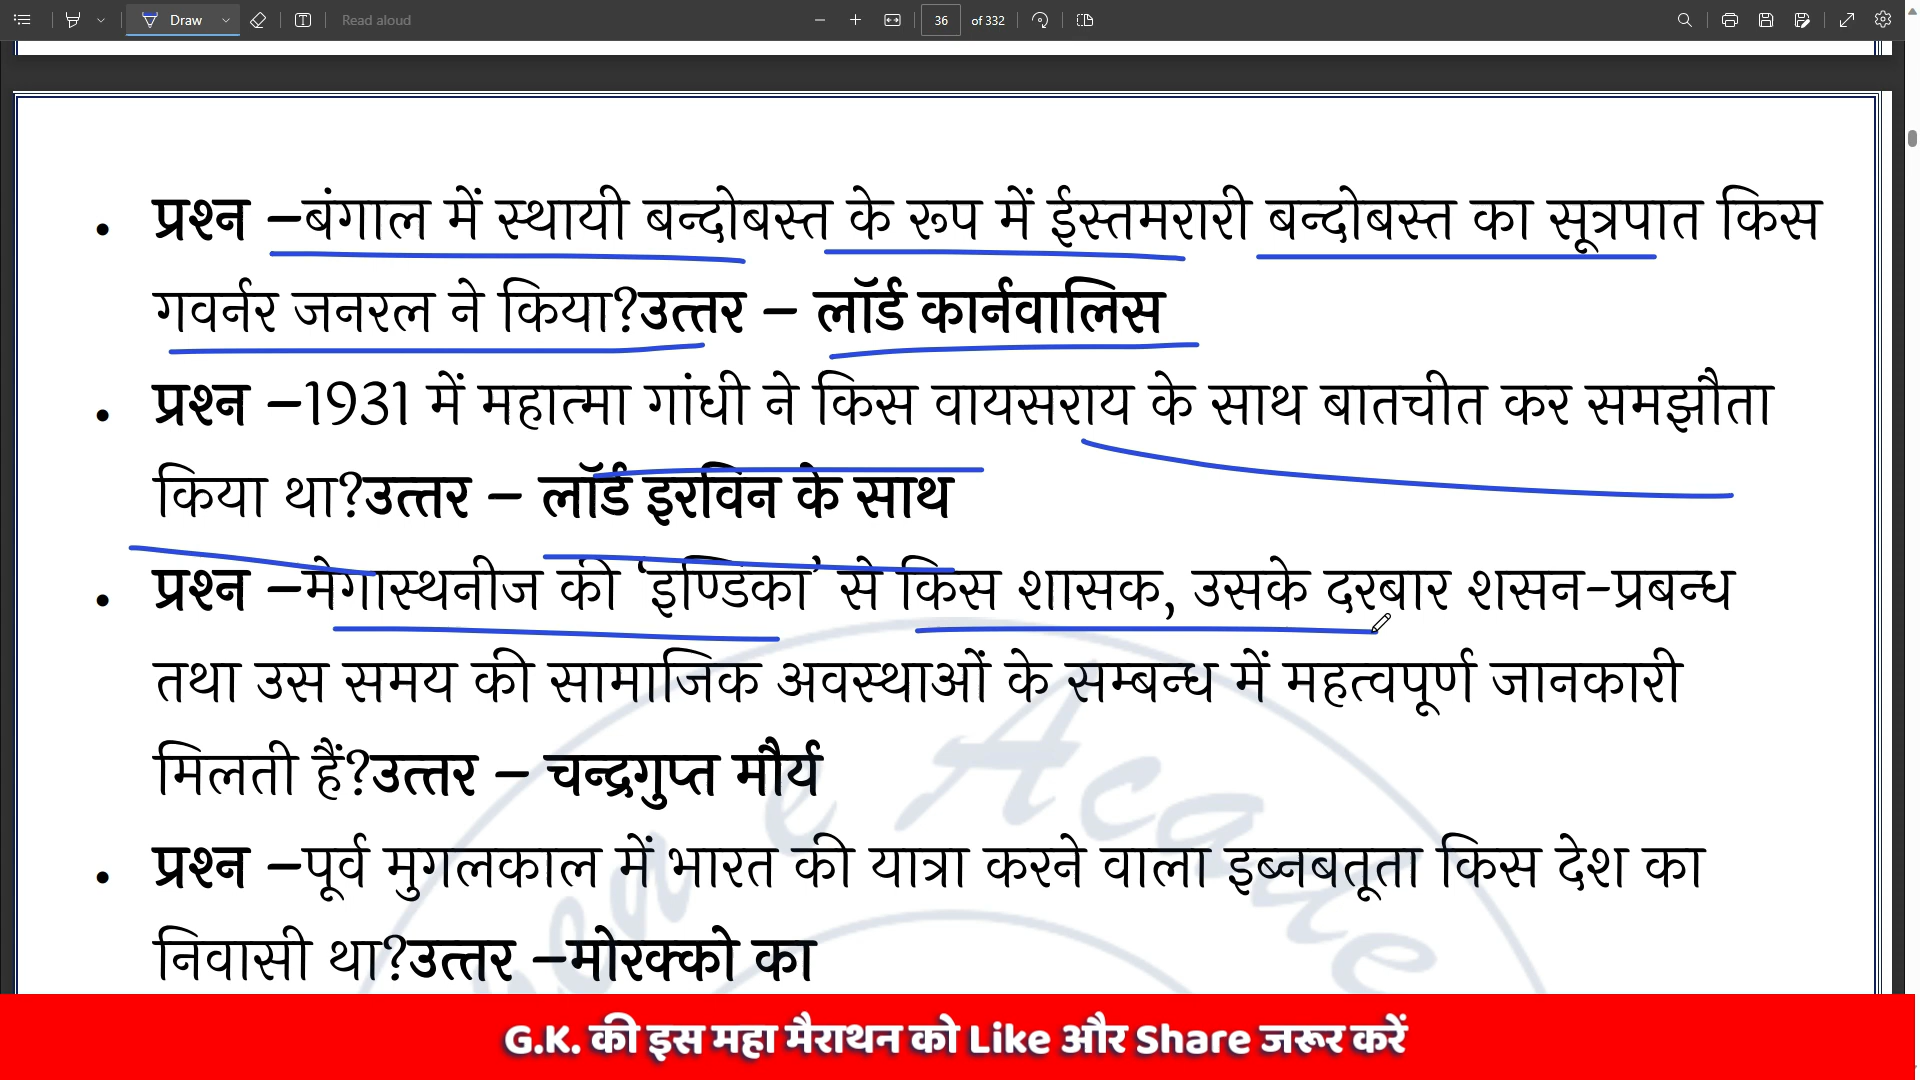 Draw
Read aloud
36 of 332
• प्रश्न –बंगाल में स्थायी बन्दोबस्त के रूप में ईस्तमरारी बन्दोबस्त का सूत्रपात किस
गवर्नर जनरल ने किया?उत्तर – लॉर्ड कार्नवालिस
• प्रश्न –1931 में महात्मा गांधी ने किस वायसराय के साथ बातचीत कर समझौता
किया था?उत्तर – लॉर्ड इरविन के साथ
• प्रश्न –मेगास्थनीज की ‘इण्डिका’ से किस शासक, उसके दरबार शसन-प्रबन्ध
तथा उस समय की सामाजिक अवस्थाओं के सम्बन्ध में महत्वपूर्ण जानकारी
मिलती हैं?उत्तर – चन्द्रगुप्त मौर्य
• प्रश्न –पूर्व मुगलकाल में भारत की यात्रा करने वाला इब्नबतूता किस देश का
निवासी था?उत्तर –मोरक्को का
G.K. की इस महा मैराथन को Like और Share जरूर करें